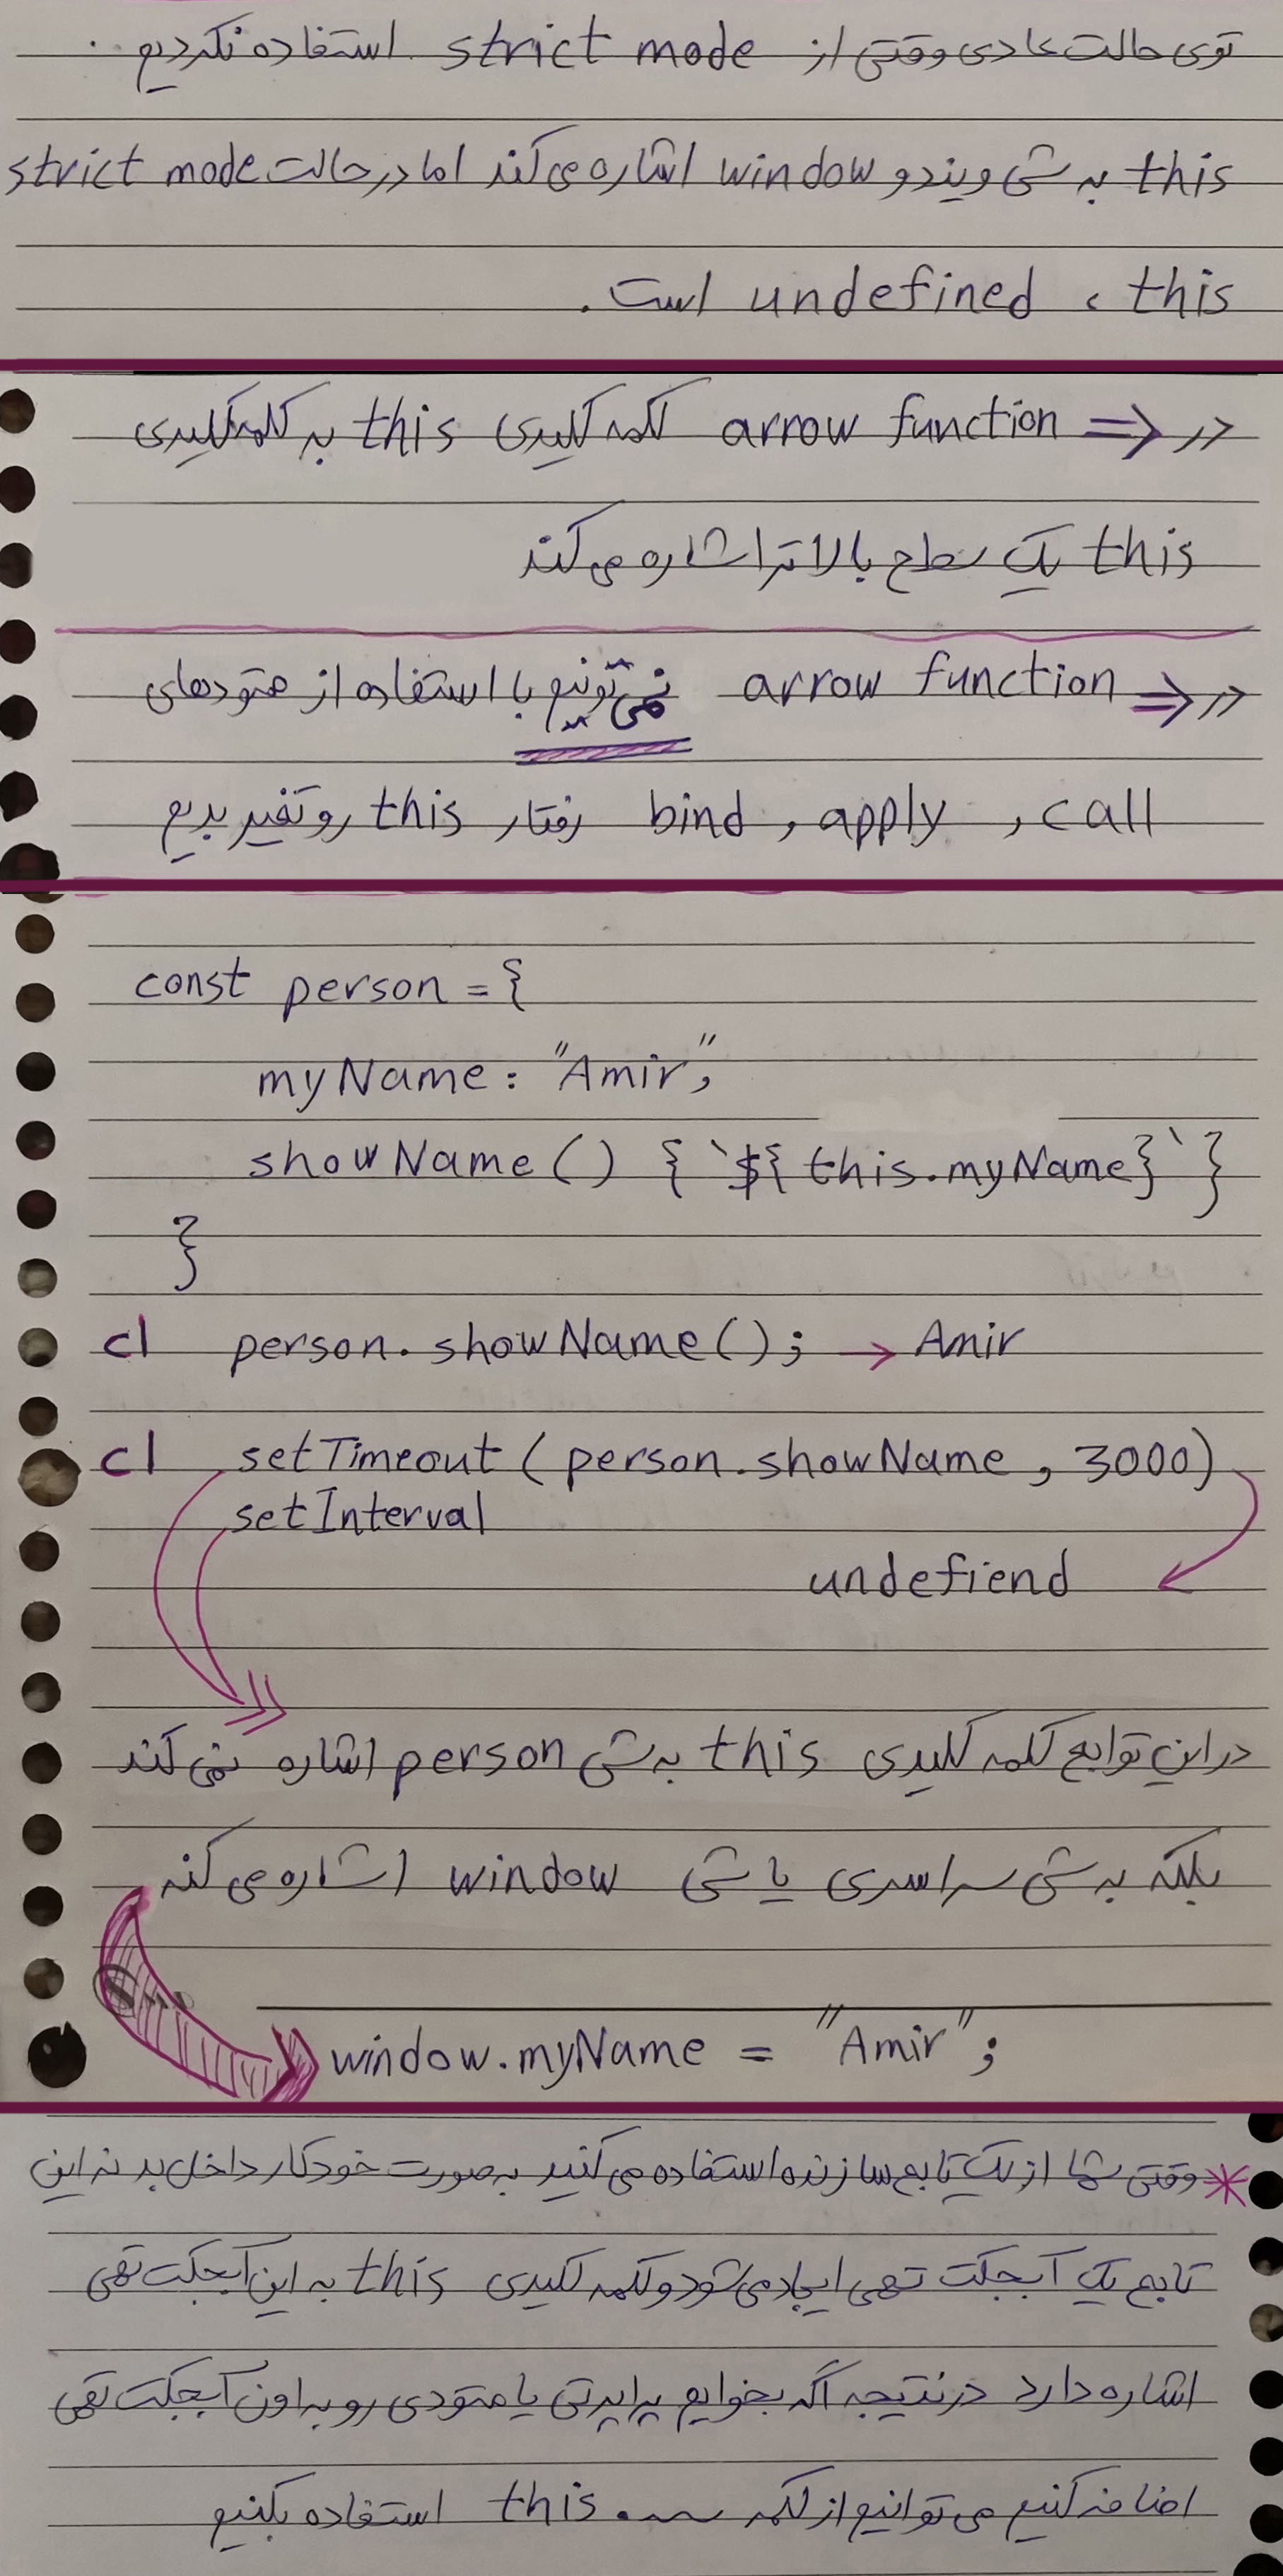 توی حالت عادی وقتی از strict mode استفاده نکردیم .
this به شی ویندو window اشاره می‌کند اما در حالت strict mode
this ، undefined است.
در => arrow function کلمه کلیدی this به کلمه کلیدی
this یک سطح بالاتر اشاره می‌کند
در => arrow function نمی‌تونیم با استفاده از متودهای
call , apply , bind رفتار this رو تغییر بدیم
const person = {
myName: "Amir",
showName() { `${this.myName}` }
}
cl person.showName(); → Amir
cl setTimeout(person.showName, 3000)
setInterval
undefiend
در این توابع کلمه کلیدی this به شی person اشاره نمی‌کند
بلکه به شی سراسری یا شی window اشاره می‌کنه
window.myName = "Amir";
* وقتی شما از یک تابع سازنده استفاده می‌کنید به صورت خودکار داخل بدنه این
تابع یک آبجکت تهی ایجاد می‌شود و کلمه کلیدی this به این آبجکت تهی
اشاره دارد در نتیجه اگه بخوایم پراپرتی یا متودی رو به اون آبجکت تهی
اضافه کنیم می‌توانیم از کلمه this. استفاده بکنیم